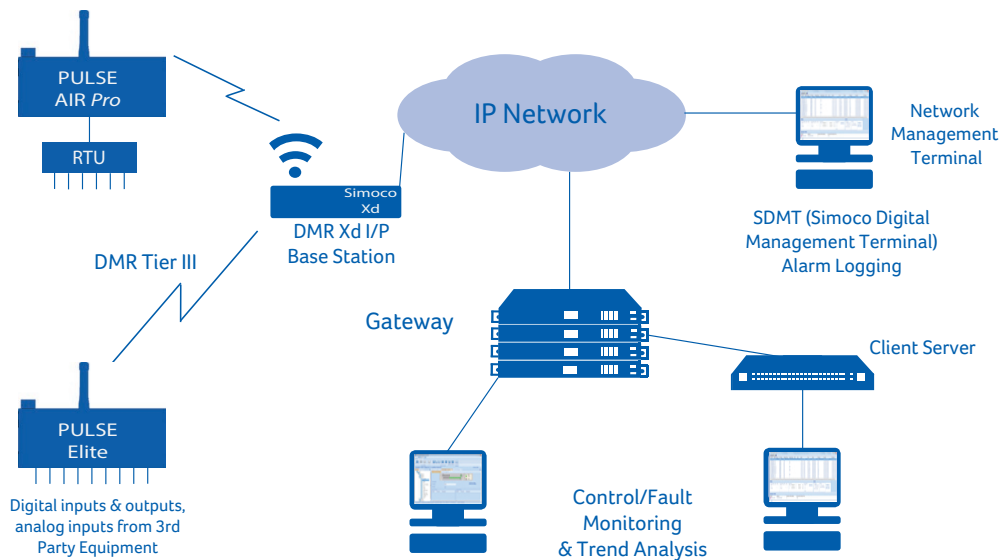 PULSE
AIR Pro
RTU
IP Network
Network
Management
Terminal
Simoco
Xd
DMR Xd I/P
Base Station
SDMT (Simoco Digital
Management Terminal)
Alarm Logging
DMR Tier III
Gateway
Client Server
PULSE
Elite
Digital inputs & outputs,
analog inputs from 3rd
Party Equipment
Control/Fault
Monitoring
& Trend Analysis